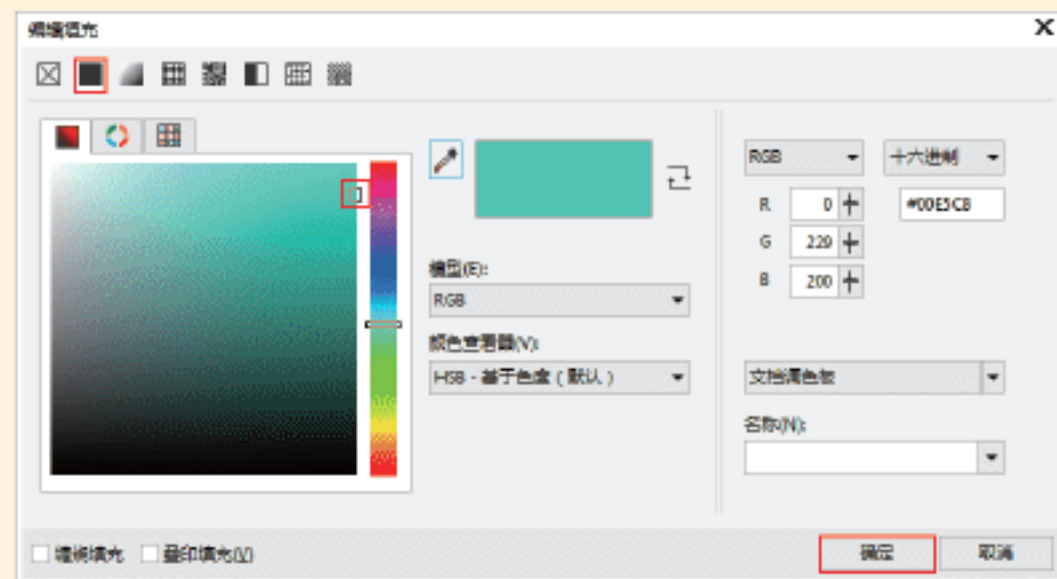 编辑填充
RGB
十六进制
R 0
#00E5CB
G 229
B 200
模型(E):
RGB
颜色查看器(V):
HSB - 基于色度 ( 默认 )
文档调色板
名称(N):
缠绕填充
叠印填充(V)
确定
取消